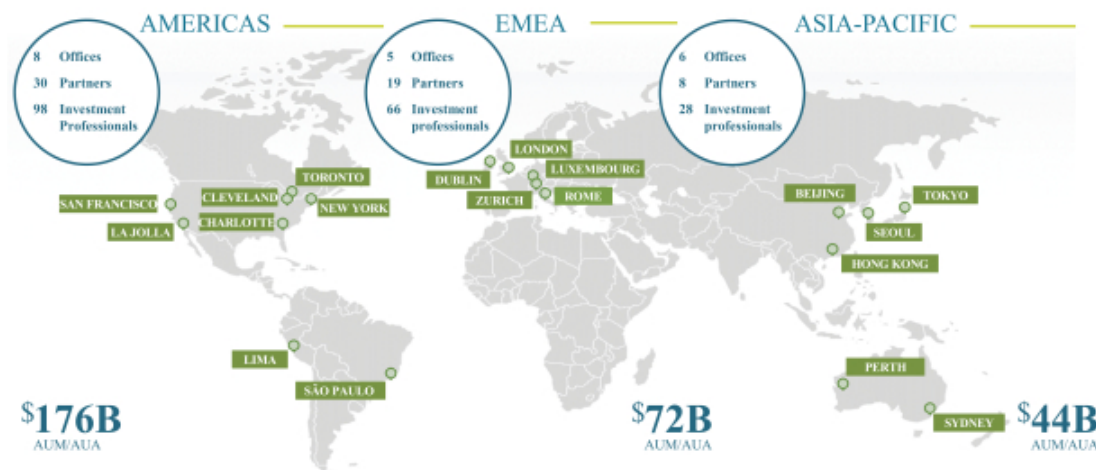 AMERICAS
8 Offices
30 Partners
98 Investment
Professionals
EMEA
5 Offices
19 Partners
66 Investment
professionals
ASIA-PACIFIC
6 Offices
8 Partners
28 Investment
professionals
SAN FRANCISCO
LA JOLLA
CLEVELAND
TORONTO
NEW YORK
CHARLOTTE
LIMA
SÃO PAULO
DUBLIN
LONDON
LUXEMBOURG
ZURICH
ROME
BEIJING
TOKYO
SEOUL
HONG KONG
PERTH
SYDNEY
$176B
AUM/AUA
$72B
AUM/AUA
$44B
AUM/AUA